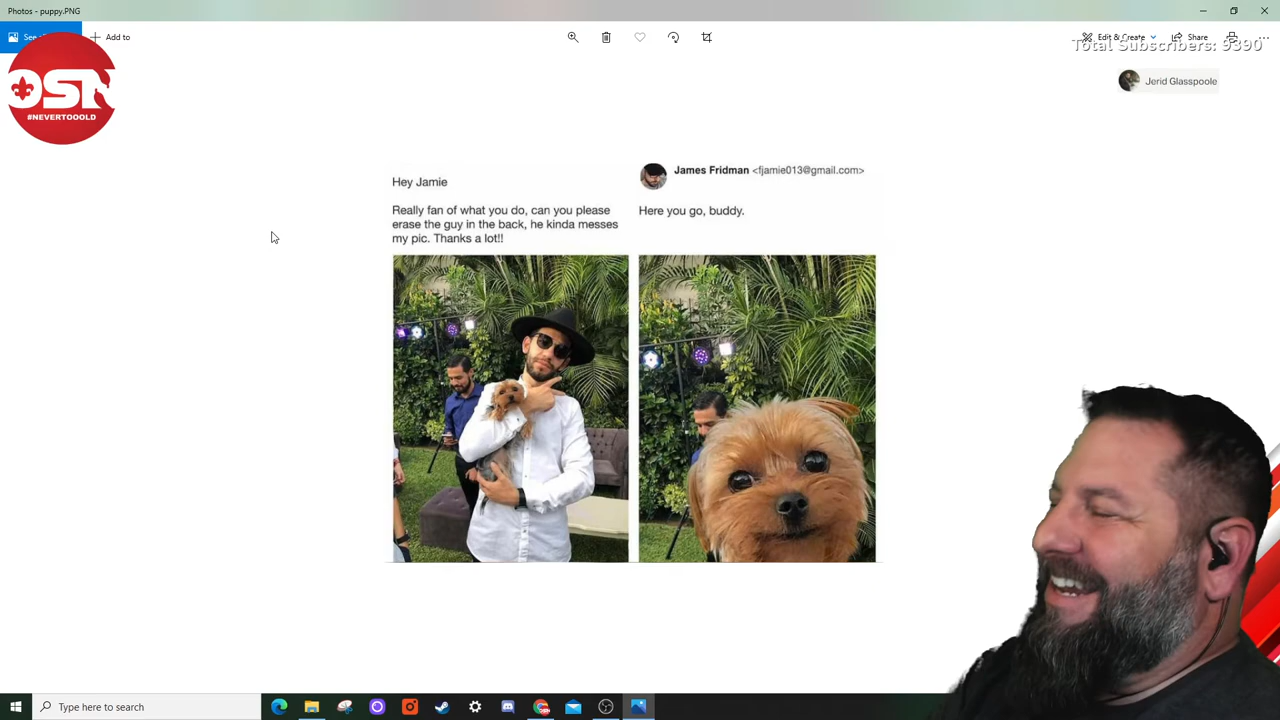 Photos - puppy.PNG
Add to
Edit & Create
Share
Total Subscribers: 9390
OSN
#NEVERTOOOLD
Jerid Glasspoole
Hey Jamie
Really fan of what you do, can you please
erase the guy in the back, he kinda messes
my pic. Thanks a lot!!
James Fridman <fjamie013@gmail.com>
Here you go, buddy.
Type here to search